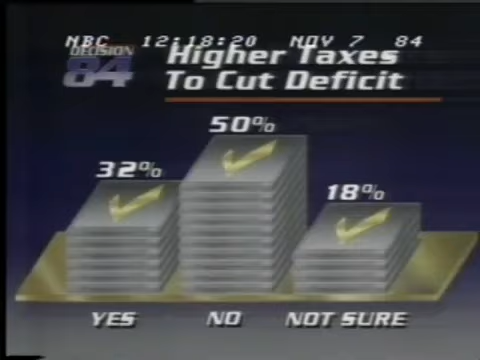 NBC 12:18:20 NOV 7 84
DECISION
84
Higher Taxes
To Cut Deficit
50%
32%
18%
YES NO NOT SURE